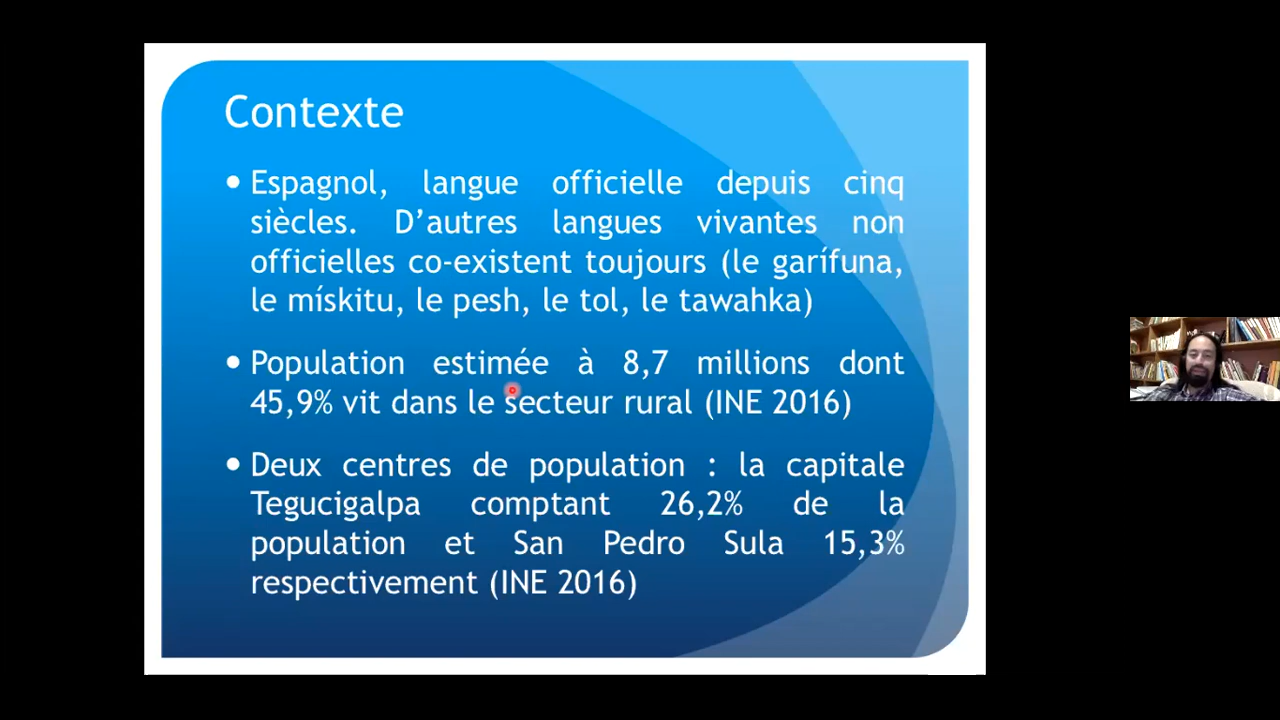 Contexte
• Espagnol, langue officielle depuis cinq
siècles. D’autres langues vivantes non
officielles co-existent toujours (le garífuna,
le mískitu, le pesh, le tol, le tawahka)
• Population estimée à 8,7 millions dont
45,9% vit dans le secteur rural (INE 2016)
• Deux centres de population : la capitale
Tegucigalpa comptant 26,2% de la
population et San Pedro Sula 15,3%
respectivement (INE 2016)